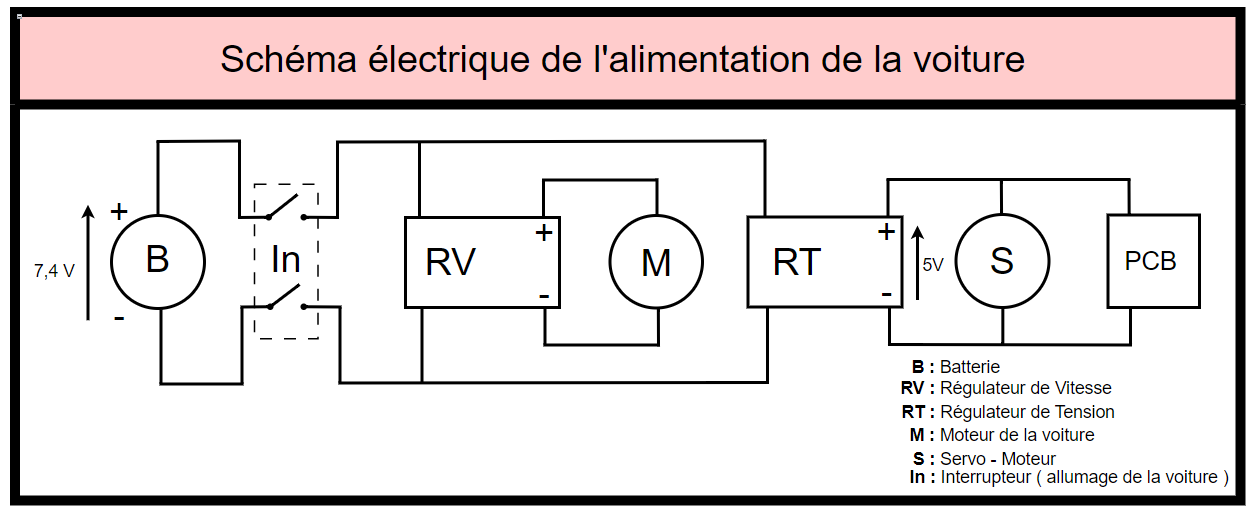 Schéma électrique de l'alimentation de la voiture
+
7,4 V
B
-
In
RV
+
-
M
RT
+
-
5V
S
PCB
B : Batterie
RV : Régulateur de Vitesse
RT : Régulateur de Tension
M : Moteur de la voiture
S : Servo - Moteur
In : Interrupteur ( allumage de la voiture )